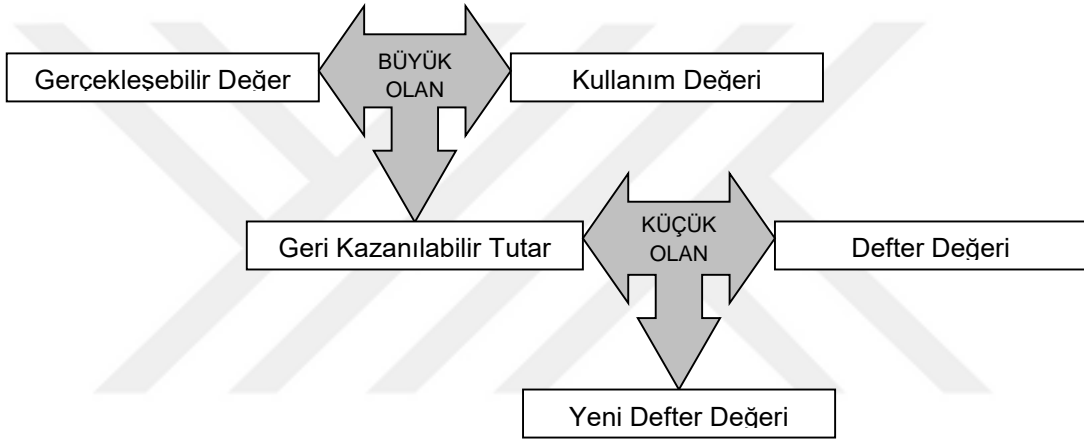 Gerçekleşebilir Değer
BÜYÜK
OLAN
Kullanım Değeri
Geri Kazanılabilir Tutar
KÜÇÜK
OLAN
Defter Değeri
Yeni Defter Değeri